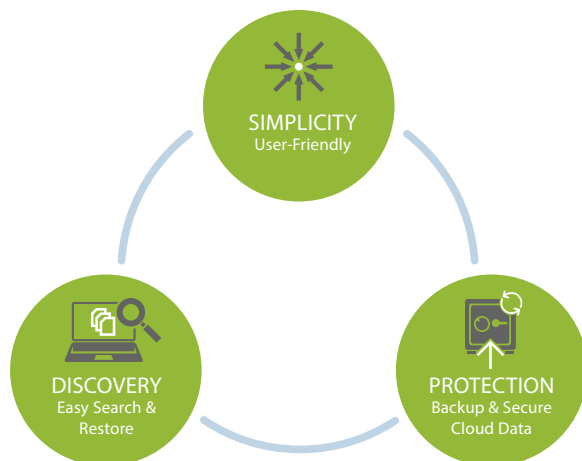 SIMPLICITY
User-Friendly
DISCOVERY
Easy Search &
Restore
PROTECTION
Backup & Secure
Cloud Data